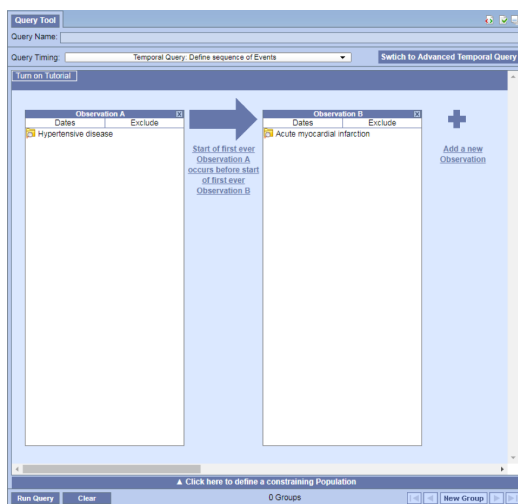 Query Tool
Query Name:
Query Timing: Temporal Query: Define sequence of Events Swtich to Advanced Temporal Query
Turn on Tutorial
Observation A X Observation B X
Dates Exclude Dates Exclude
Hypertensive disease Acute myocardial infarction
Start of first ever
Observation A
occurs before start
of first ever
Observation B
Add a new
Observation
▲ Click here to define a constraining Population
Run Query Clear 0 Groups New Group